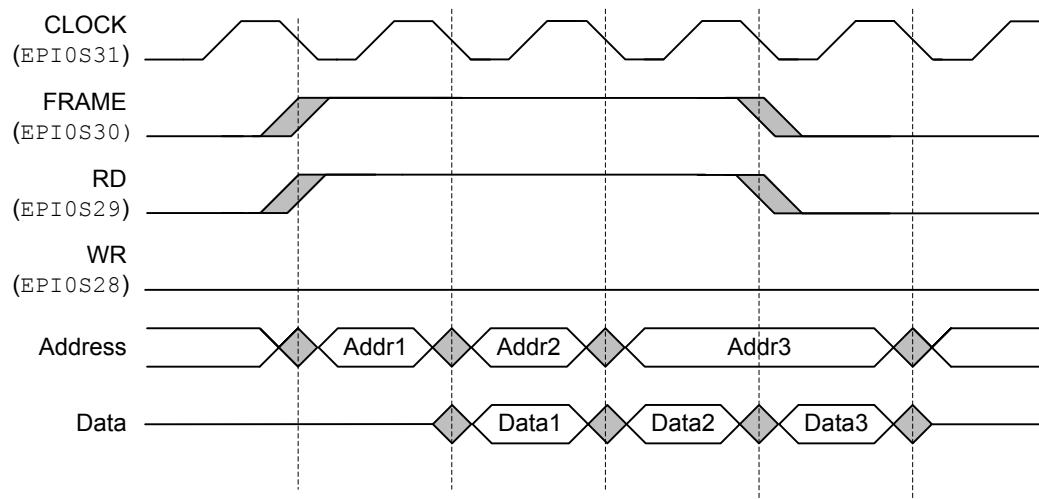 CLOCK
(EPI0S31)
FRAME
(EPI0S30)
RD
(EPI0S29)
WR
(EPI0S28)
Address Addr1 Addr2 Addr3
Data Data1 Data2 Data3